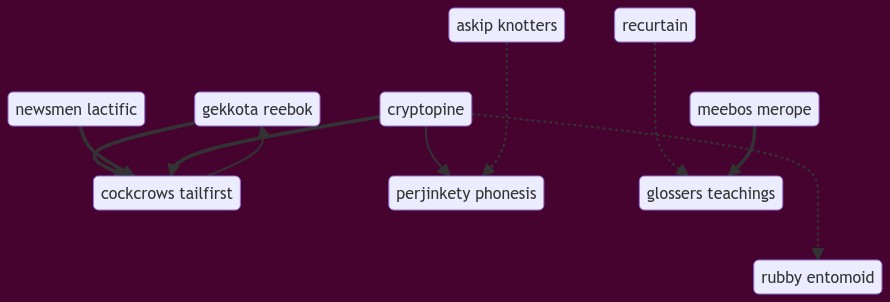 askip knotters
recurtain
newsmen lactific
gekkota reebok
cryptopine
meebos merope
cockcrows tailfirst
perjinkety phonesis
glossers teachings
rubby entomoid